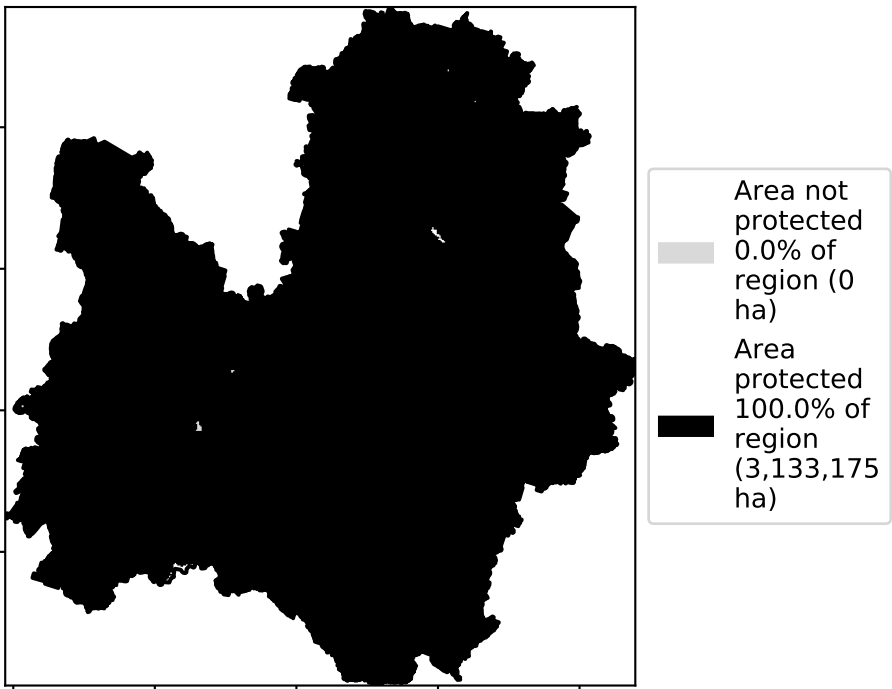 Area not
protected
0.0% of
region (0
ha)
Area
protected
100.0% of
region
(3,133,175
ha)